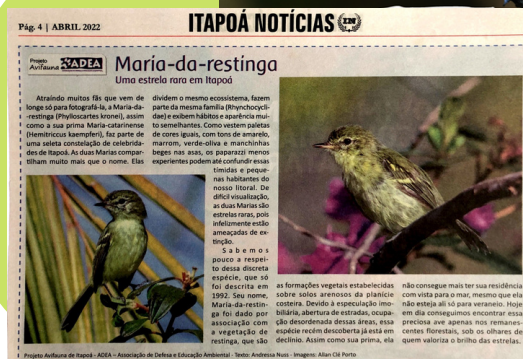 Pág. 4 | ABRIL 2022
ITAPOÁ NOTÍCIAS IN
Projeto
Avifauna
ADEA
Maria-da-restinga
Uma estrela rara em Itapoá
Atraindo muitos fãs que vem de
longe só para fotografá-la, a Maria-da-
-restinga (Phylloscartes kronei), assim
como a sua prima Maria-catarinense
(Hemitriccus kaempferi), faz parte de
uma seleta constelação de celebrida-
des de Itapoá. As duas Marias compar-
tilham muito mais que o nome. Elas
dividem o mesmo ecossistema, fazem
parte da mesma família (Rhynchocycli-
dae) e exibem hábitos e aparência mui-
to semelhantes. Como vestem paletas
de cores iguais, com tons de amarelo,
marrom, verde-oliva e manchinhas
beges nas asas, os paparazzi menos
experientes podem até confundir essas
tímidas e peque-
nas habitantes do
nosso litoral. De
difícil visualização,
as duas Marias são
estrelas raras, pois
infelizmente estão
ameaçadas de ex-
tinção.
Sabemos
pouco a respei-
to dessa discreta
espécie, que só
foi descrita em
1992. Seu nome,
Maria-da-restin-
ga foi dado por
associação com
a vegetação de
restinga, que são
as formações vegetais estabelecidas
sobre solos arenosos da planície
costeira. Devido à especulação imo-
biliária, abertura de estradas, ocupa-
ção desordenada dessas áreas, essa
espécie recém descoberta já está em
declínio. Assim como sua prima, ela
não consegue mais ter sua residência
com vista para o mar, mesmo que ela
não esteja ali só para veraneio. Hoje
em dia conseguimos encontrar essa
preciosa ave apenas nos remanes-
centes florestais, sob os olhares de
quem valoriza o brilho das estrelas.
Projeto Avifauna de Itapoá - ADEA – Associação de Defesa e Educação Ambiental - Texto: Andressa Nuss - Imagens: Allan Clé Porto